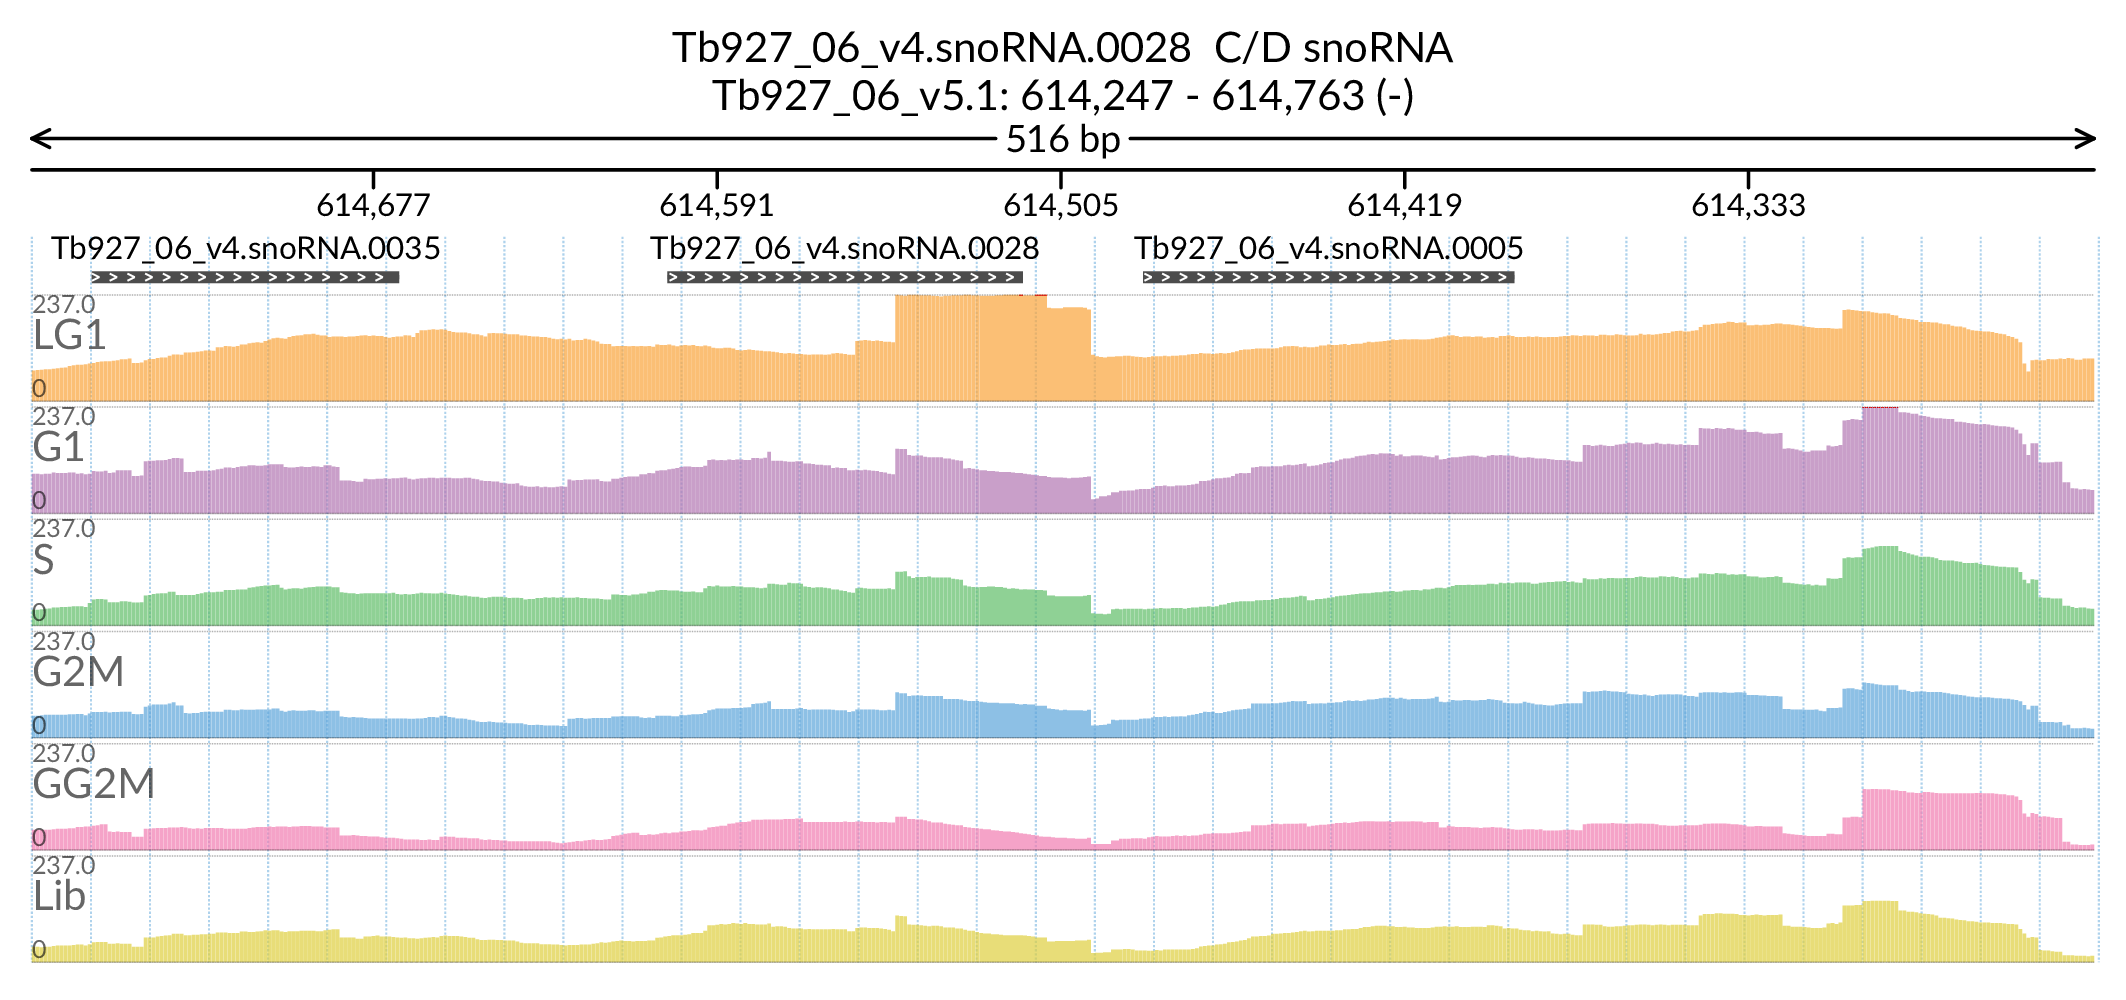 Tb927_06_v4.snoRNA.0028 C/D snoRNA
Tb927_06_v5.1: 614,247 - 614,763 (-)
516 bp
614,677 614,591 614,505 614,419 614,333
Tb927_06_v4.snoRNA.0035 Tb927_06_v4.snoRNA.0028 Tb927_06_v4.snoRNA.0005
237.0
LG1
0
237.0
G1
0
237.0
S
0
237.0
G2M
0
237.0
GG2M
0
237.0
Lib
0